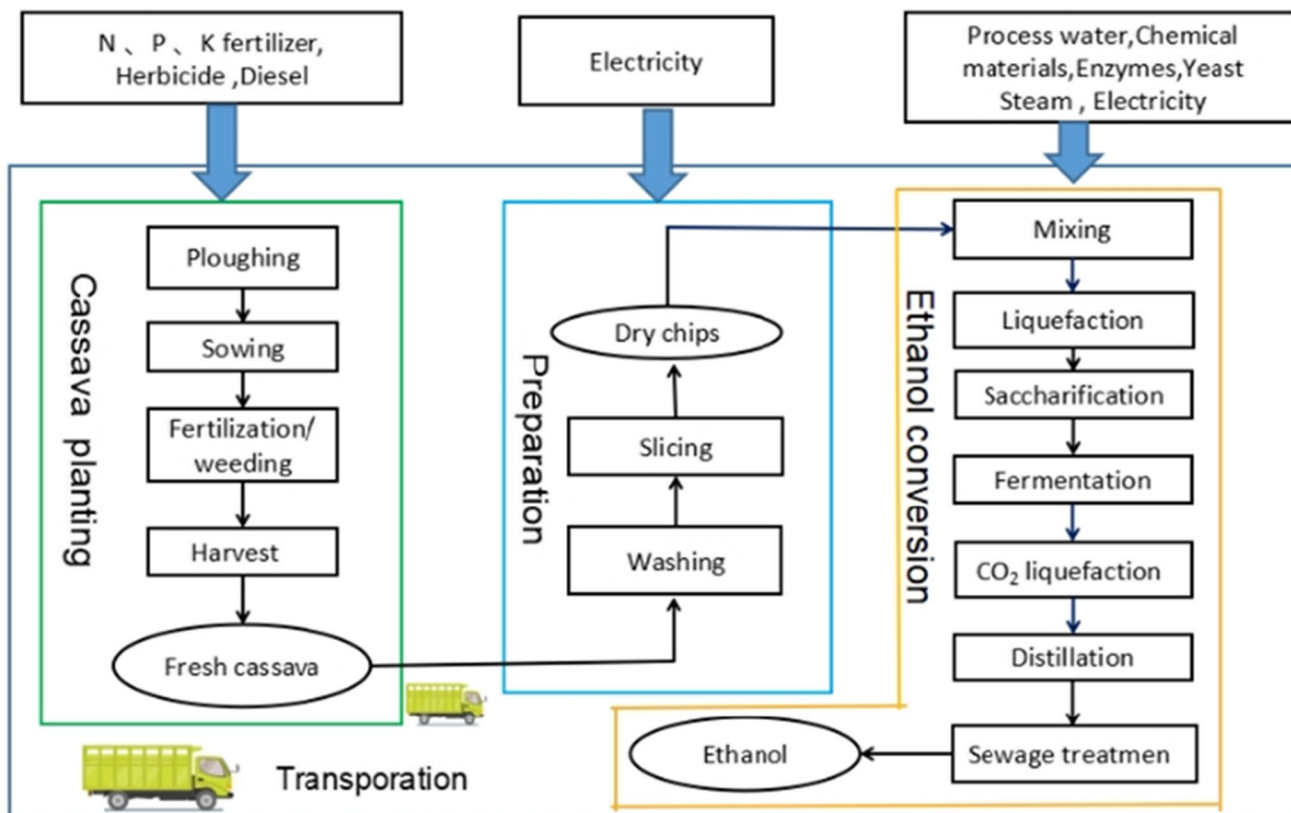 N 、 P 、 K fertilizer,
Herbicide ,Diesel
Electricity
Process water,Chemical
materials,Enzymes,Yeast
Steam , Electricity
Cassava planting
Ploughing
Sowing
Fertilization/
weeding
Harvest
Fresh cassava
Preparation
Dry chips
Slicing
Washing
Ethanol conversion
Mixing
Liquefaction
Saccharification
Fermentation
CO₂ liquefaction
Distillation
Sewage treatmen
Ethanol
Transporation